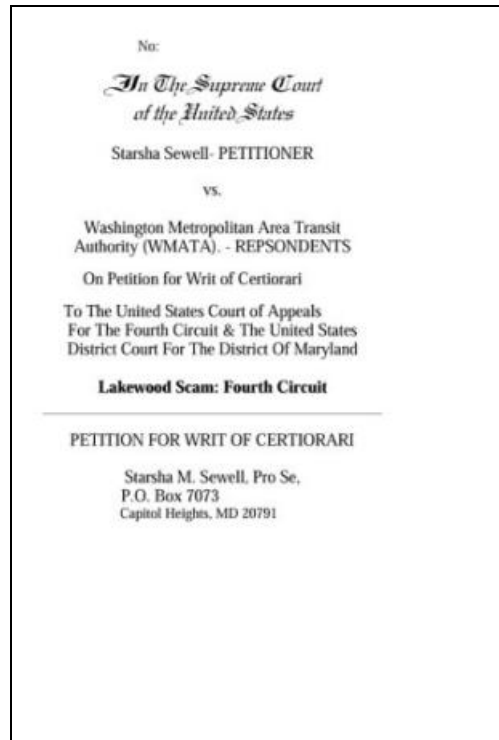 No:
In The Supreme Court
of the United States
Starsha Sewell- PETITIONER
vs.
Washington Metropolitan Area Transit
Authority (WMATA). - REPSONDENTS
On Petition for Writ of Certiorari
To The United States Court of Appeals
For The Fourth Circuit & The United States
District Court For The District Of Maryland
Lakewood Scam: Fourth Circuit
PETITION FOR WRIT OF CERTIORARI
Starsha M. Sewell, Pro Se,
P.O. Box 7073
Capitol Heights, MD 20791